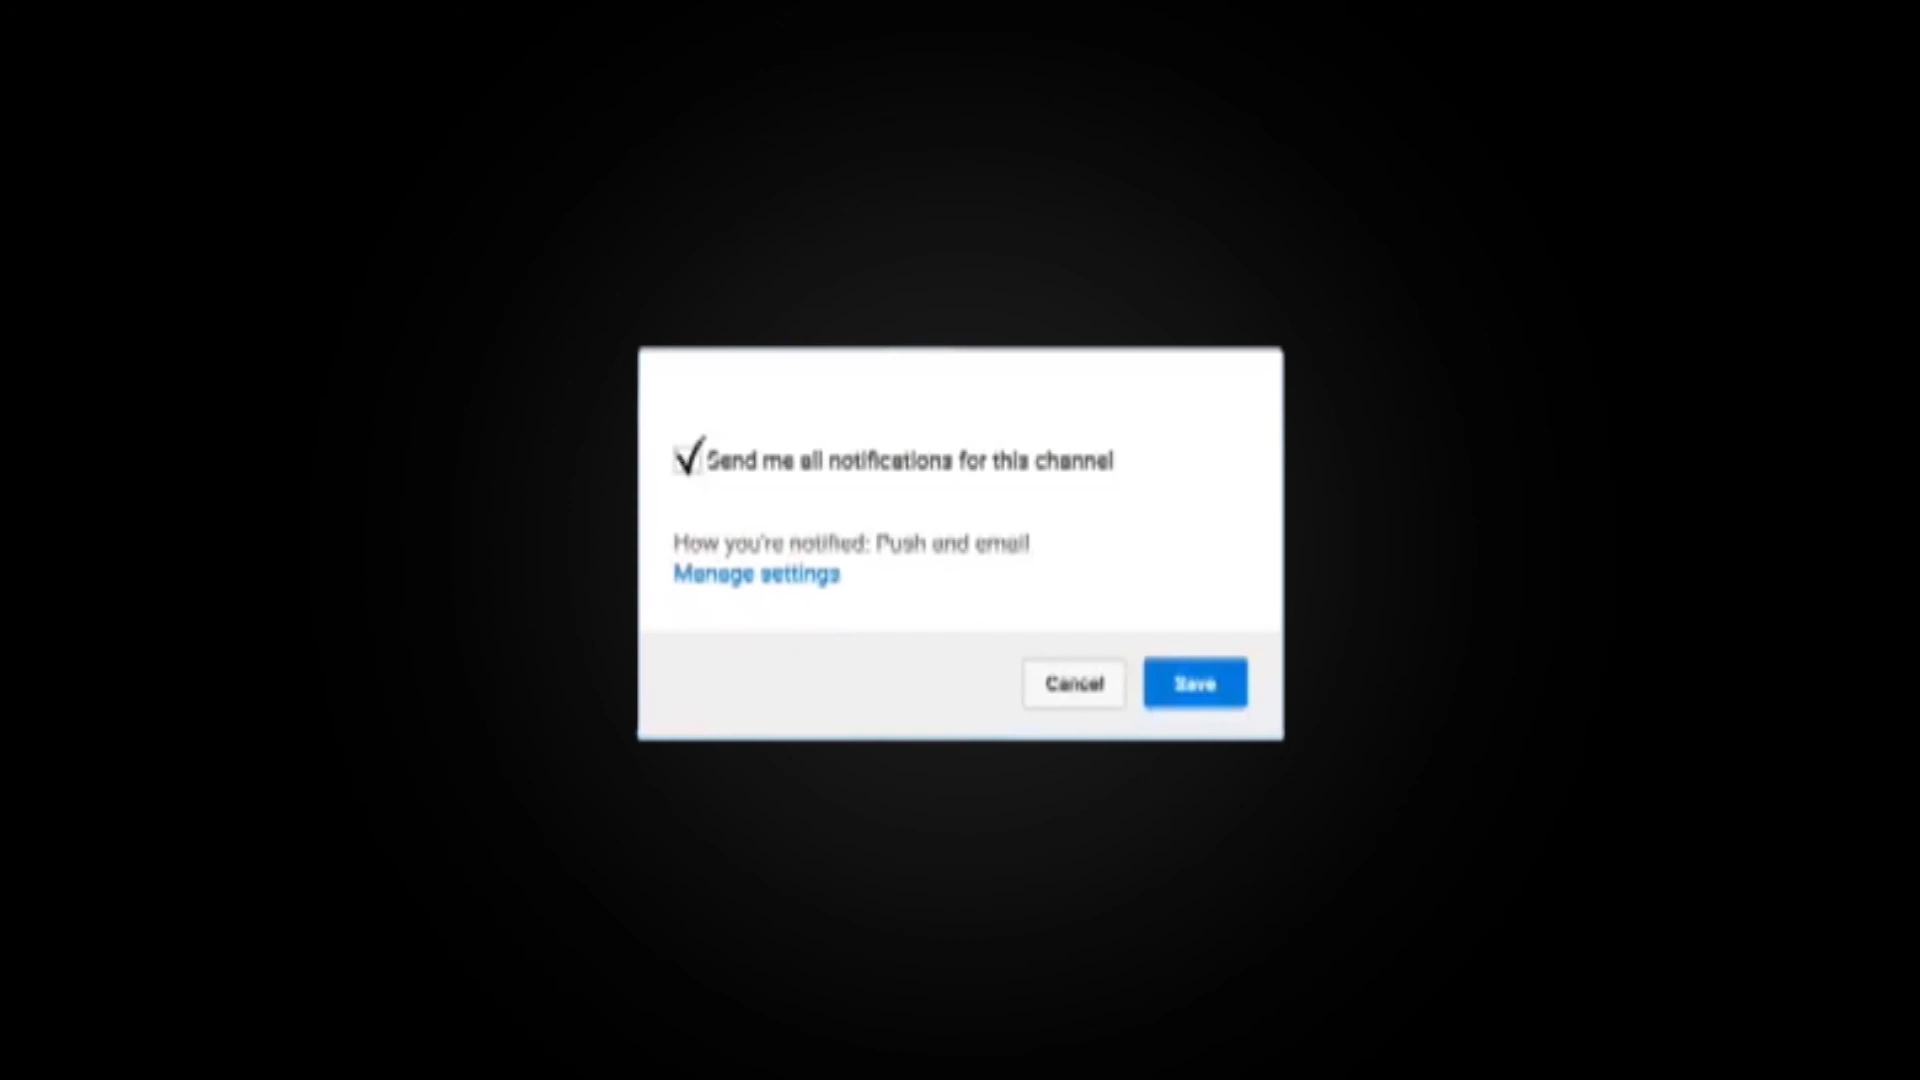 Send me all notifications for this channel
How you're notified: Push and email
Manage settings
Cancel
Save